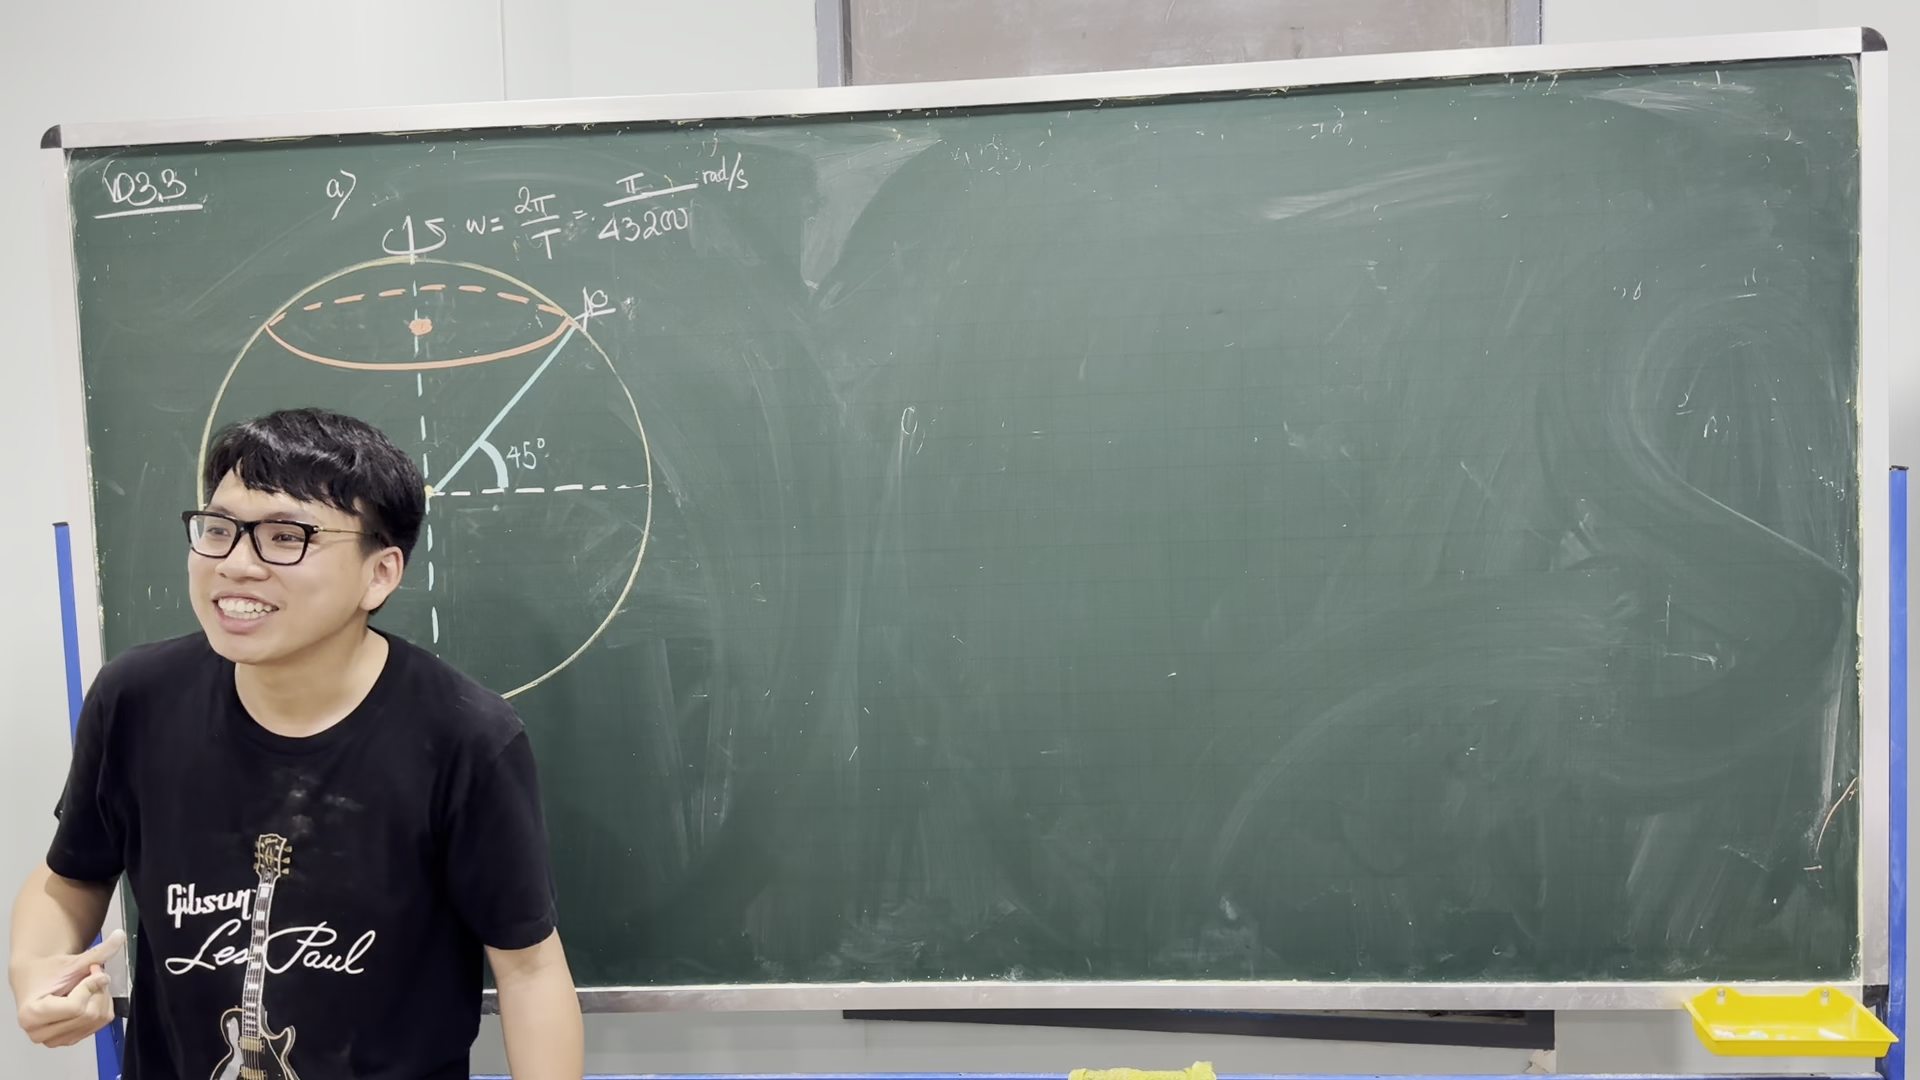 VD3.3
a)
ω = 2π/T = π/43200 rad/s
45°
Gibson
Les Paul